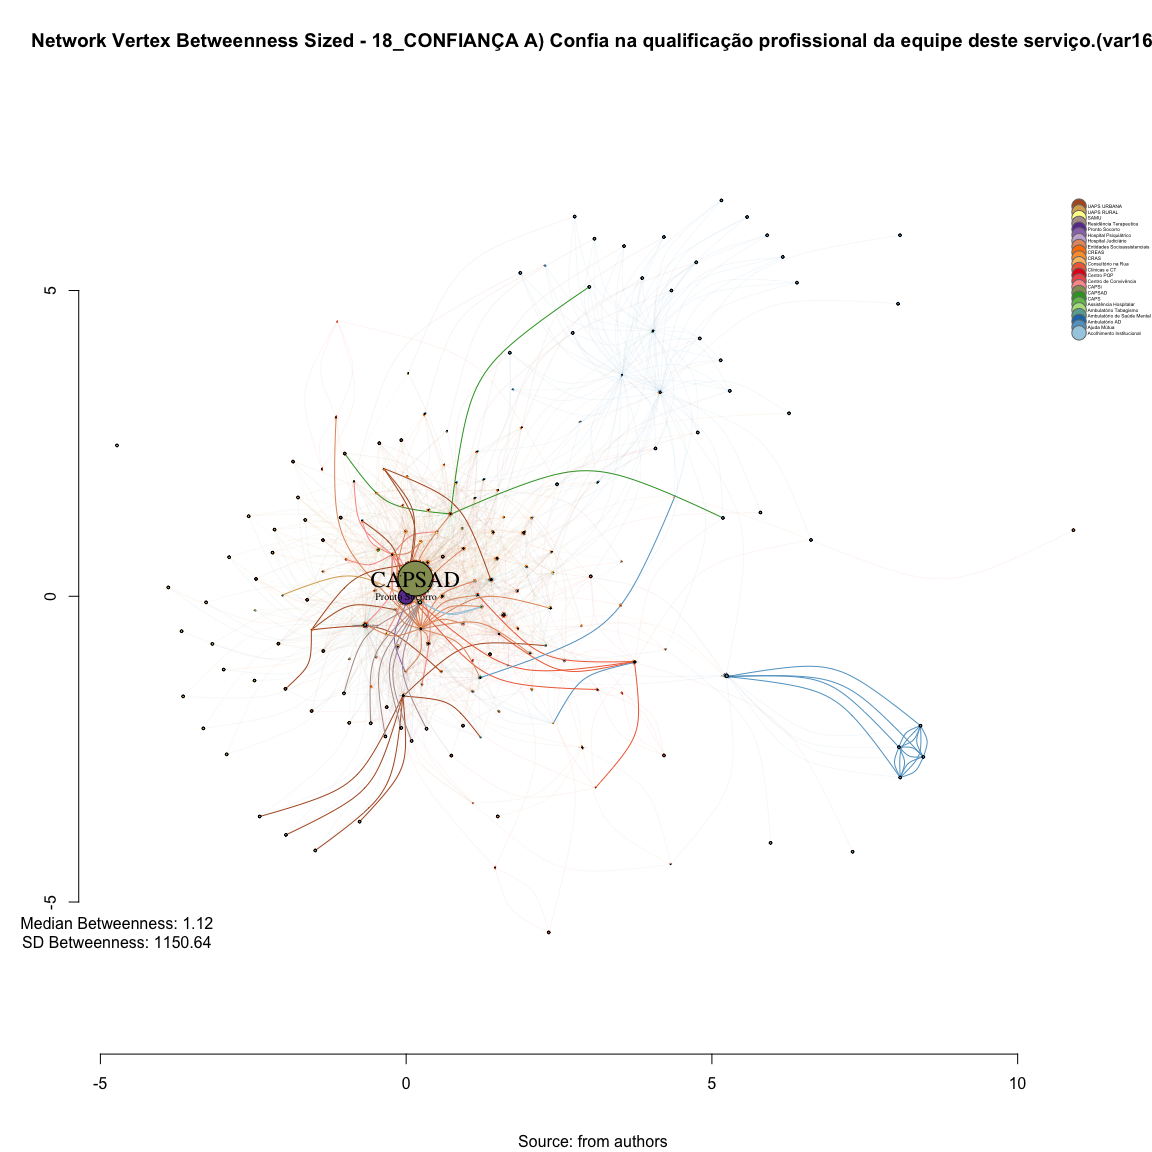 Network Vertex Betweenness Sized - 18_CONFIANÇA A) Confia na qualificação profissional da equipe deste serviço.(var16
UAPS URBANA
UAPS RURAL
SAMU
Residência Terapeutica
Pronto Socorro
Hospital Psiquiátrico
Hospital Judiciário
Entidades Socioassistenciais
CREAS
CRAS
Consultório na Rua
Clínicas e CT
Centro POP
Centro de Convivência
CAPSi
CAPSAD
CAPS
Assistência Hospitalar
Ambulatório Tabagismo
Ambulatório de Saúde Mental
Ambulatório AD
Ajuda Mútua
Acolhimento Institucional
5
0
-5
CAPSAD
Pronto Socorro
Median Betweenness: 1.12
SD Betweenness: 1150.64
-5 0 5 10
Source: from authors